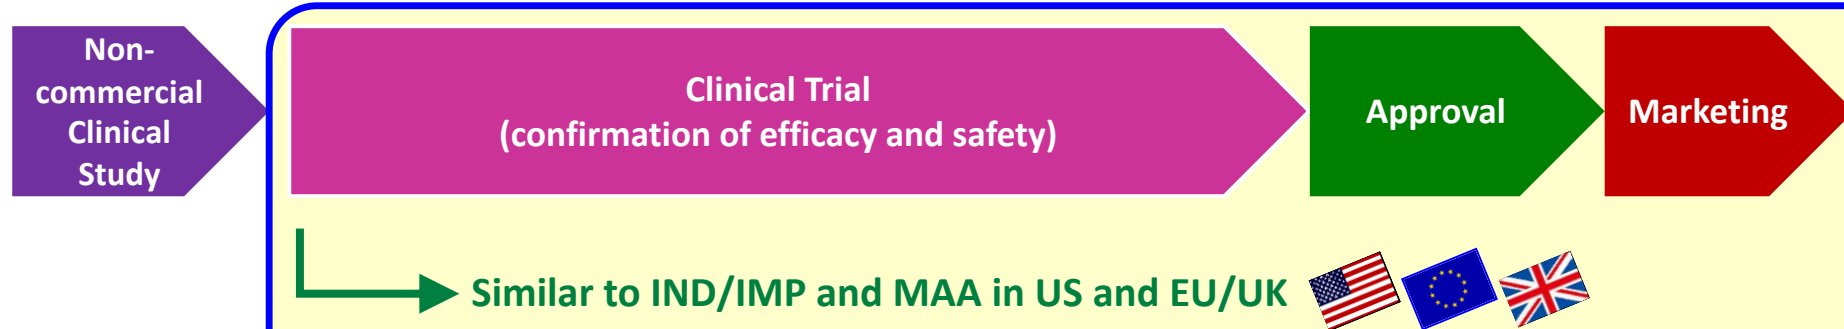 Non-
commercial
Clinical
Study
Clinical Trial
(confirmation of efficacy and safety)
Approval
Marketing
Similar to IND/IMP and MAA in US and EU/UK